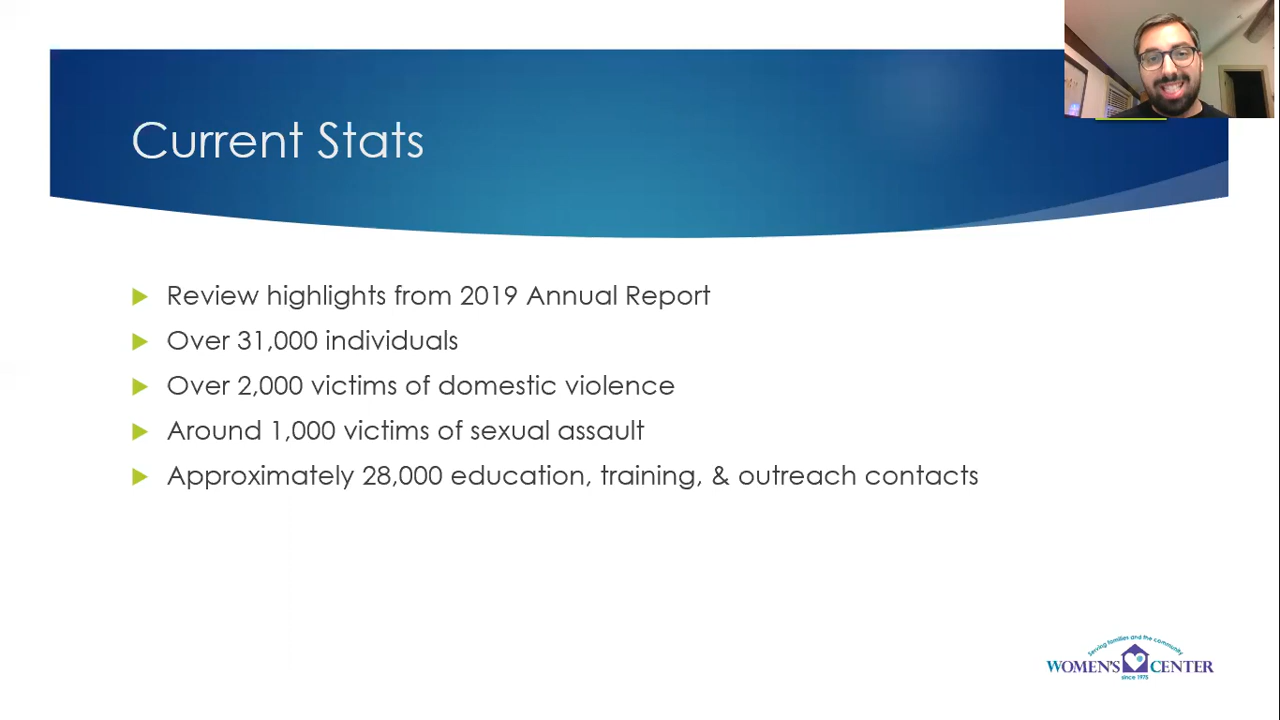 Current Stats
Review highlights from 2019 Annual Report
Over 31,000 individuals
Over 2,000 victims of domestic violence
Around 1,000 victims of sexual assault
Approximately 28,000 education, training, & outreach contacts
Serving families and the community
WOMEN'S CENTER
since 1975